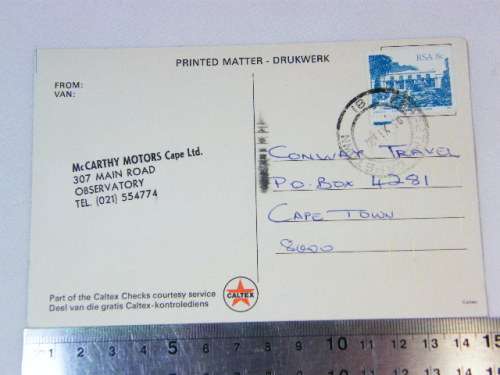 PRINTED MATTER - DRUKWERK
RSA 8c
FROM:
VAN:
McCARTHY MOTORS Cape Ltd.
307 MAIN ROAD
OBSERVATORY
TEL. (021) 554774
CONWAY TRAVEL
P.O. BOX 4281
CAPE TOWN
8000
Part of the Caltex Checks courtesy service
Deel van die gratis Caltex-kontrolediens
CALTEX
1 2 3 4 5 6 7 8 9 10 11 12 13 14 15